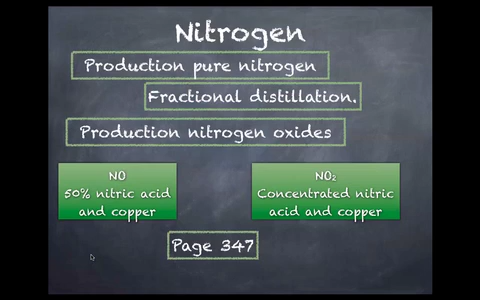 Nitrogen
Production pure nitrogen
Fractional distillation.
Production nitrogen oxides
NO
50% nitric acid
and copper
NO₂
Concentrated nitric
acid and copper
Page 347